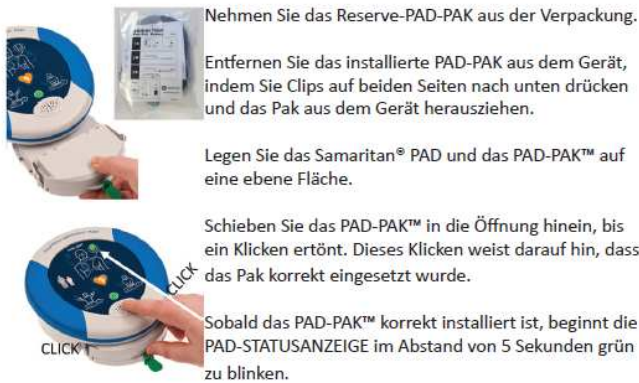 Nehmen Sie das Reserve-PAD-PAK aus der Verpackung.
Entfernen Sie das installierte PAD-PAK aus dem Gerät,
indem Sie Clips auf beiden Seiten nach unten drücken
und das Pak aus dem Gerät herausziehen.
Legen Sie das Samaritan® PAD und das PAD-PAK™ auf
eine ebene Fläche.
Schieben Sie das PAD-PAK™ in die Öffnung hinein, bis
ein Klicken ertönt. Dieses Klicken weist darauf hin, dass
das Pak korrekt eingesetzt wurde.
Sobald das PAD-PAK™ korrekt installiert ist, beginnt die
PAD-STATUSANZEIGE im Abstand von 5 Sekunden grün
zu blinken.
CLICK
CLICK